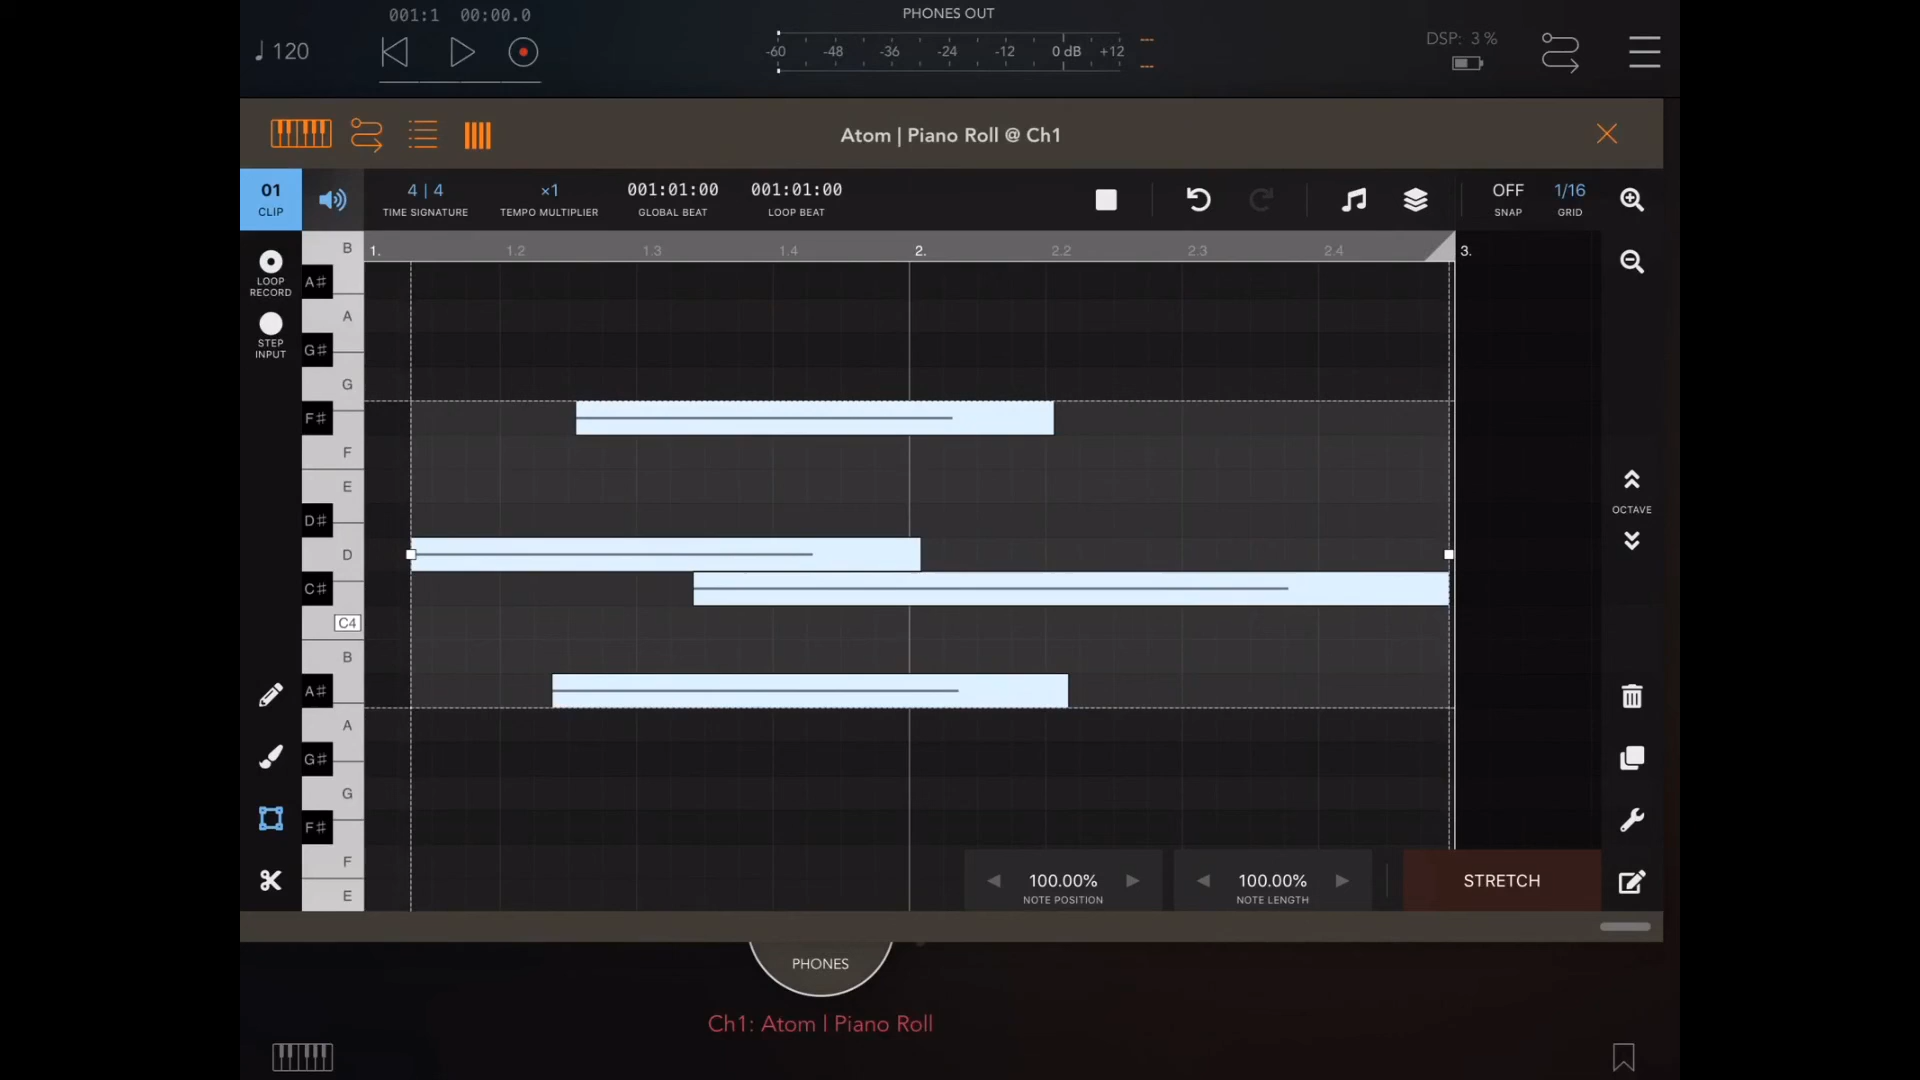 001:1 00:00.0
PHONES OUT
♩ 120
-60 -48 -36 -24 -12 0 dB +12
DSP: 3 %
Atom | Piano Roll @ Ch1
01
CLIP
4 | 4
TIME SIGNATURE
×1
TEMPO MULTIPLIER
001:01:00
GLOBAL BEAT
001:01:00
LOOP BEAT
OFF
SNAP
1/16
GRID
1. 1.2 1.3 1.4 2. 2.2 2.3 2.4 3.
LOOP
RECORD
STEP
INPUT
B
A♯
A
G♯
G
F♯
F
E
D♯
D
C♯
C4
B
A♯
A
G♯
G
F♯
F
E
OCTAVE
100.00%
NOTE POSITION
100.00%
NOTE LENGTH
STRETCH
PHONES
Ch1: Atom | Piano Roll